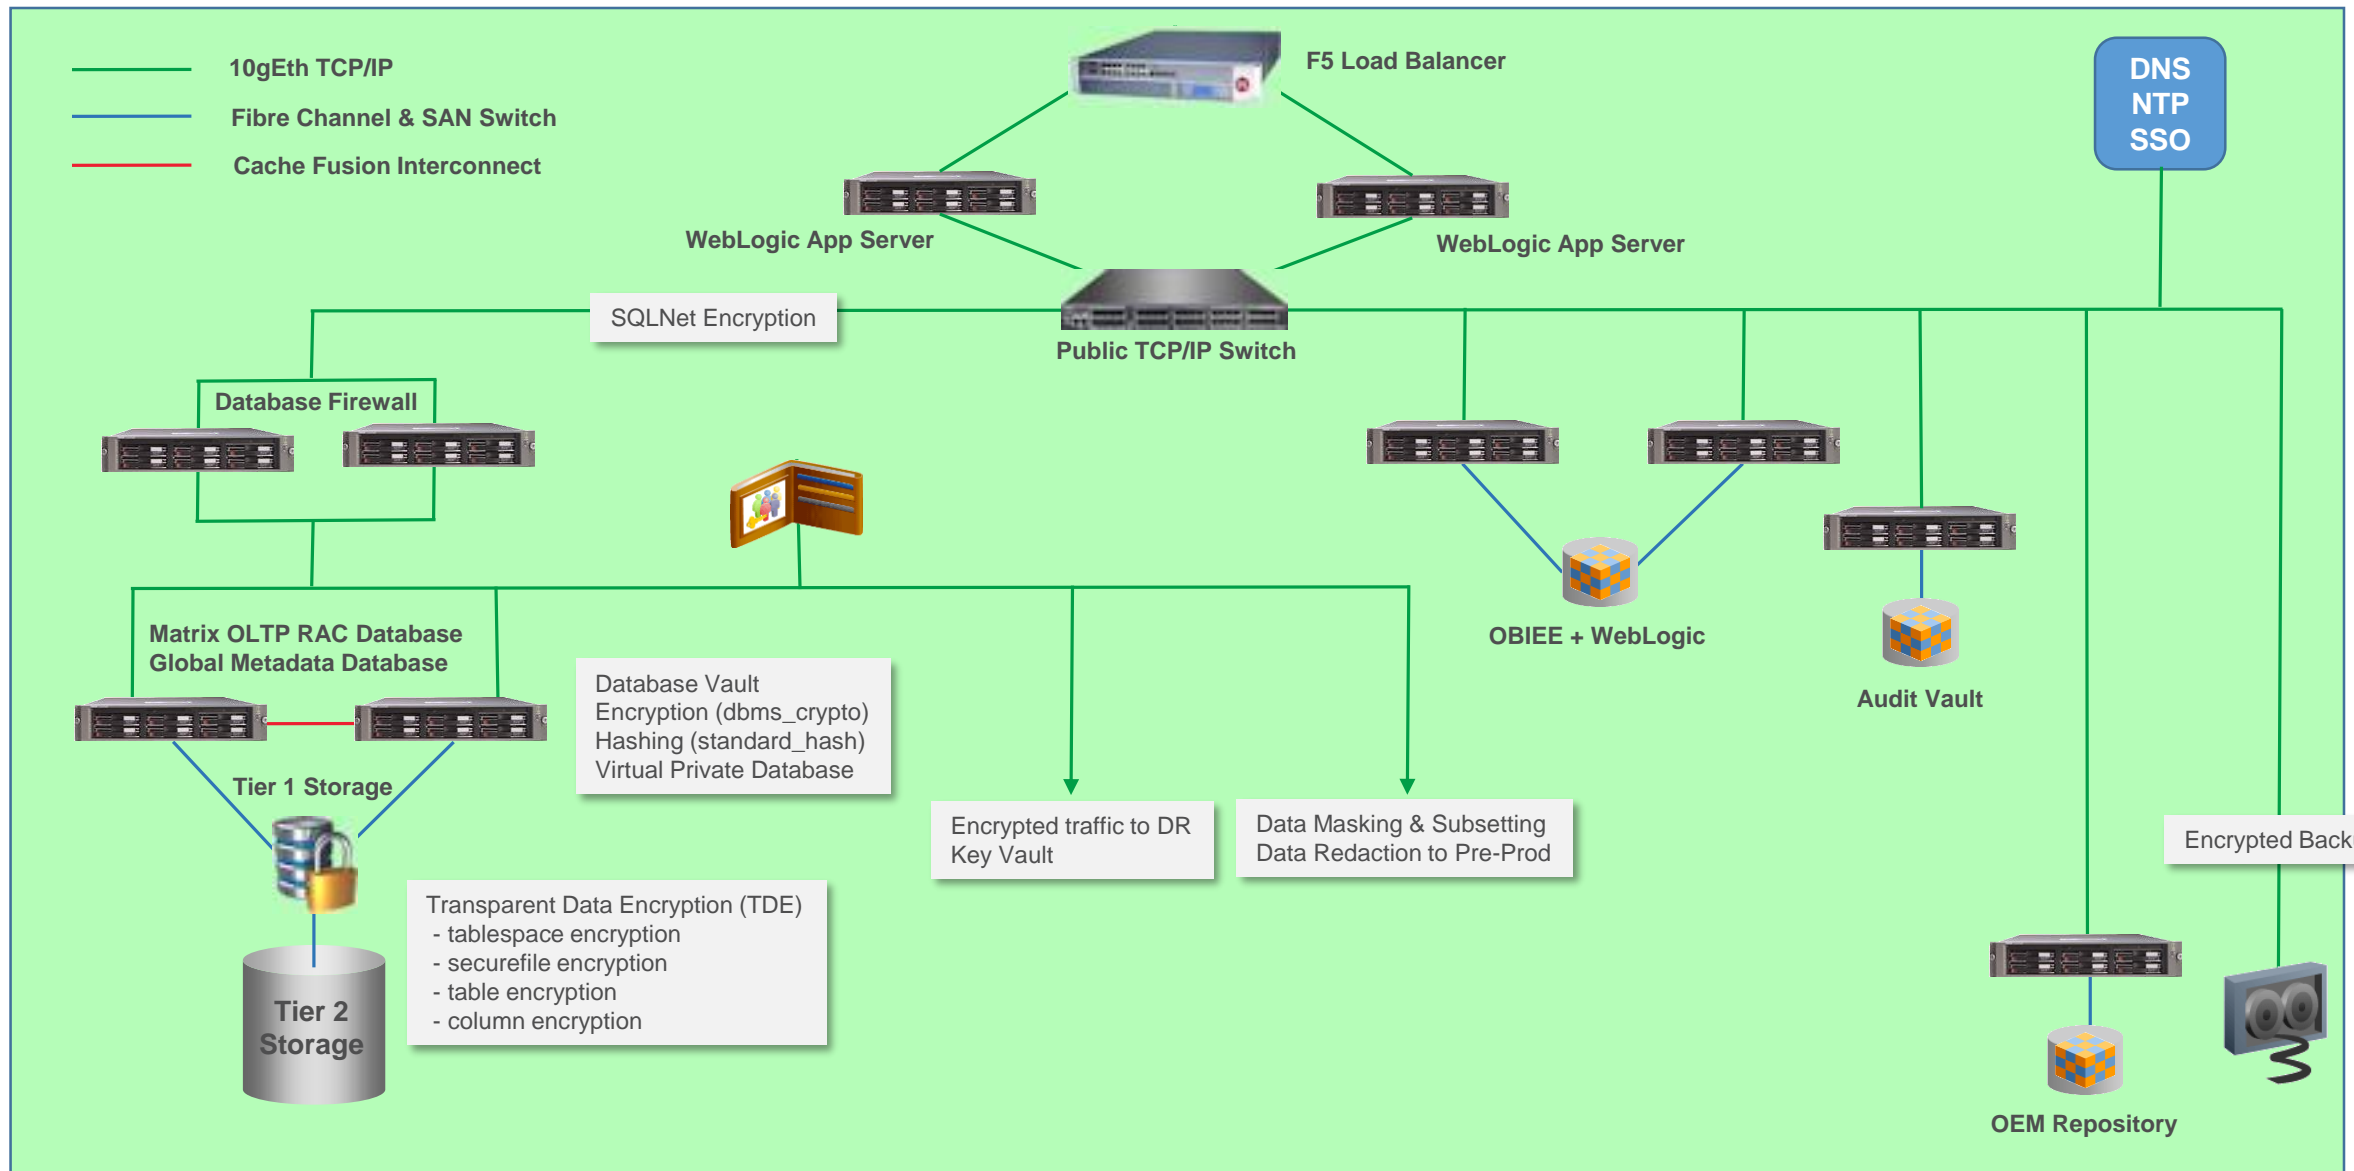 10gEth TCP/IP
Fibre Channel & SAN Switch
Cache Fusion Interconnect
F5 Load Balancer
DNS
NTP
SSO
WebLogic App Server
WebLogic App Server
SQLNet Encryption
Public TCP/IP Switch
Database Firewall
Matrix OLTP RAC Database
Global Metadata Database
OBIEE + WebLogic
Audit Vault
Database Vault
Encryption (dbms_crypto)
Hashing (standard_hash)
Virtual Private Database
Tier 1 Storage
Encrypted traffic to DR
Key Vault
Data Masking & Subsetting
Data Redaction to Pre-Prod
Encrypted
Transparent Data Encryption (TDE)
- tablespace encryption
- securefile encryption
- table encryption
- column encryption
Tier 2
Storage
OEM Repository